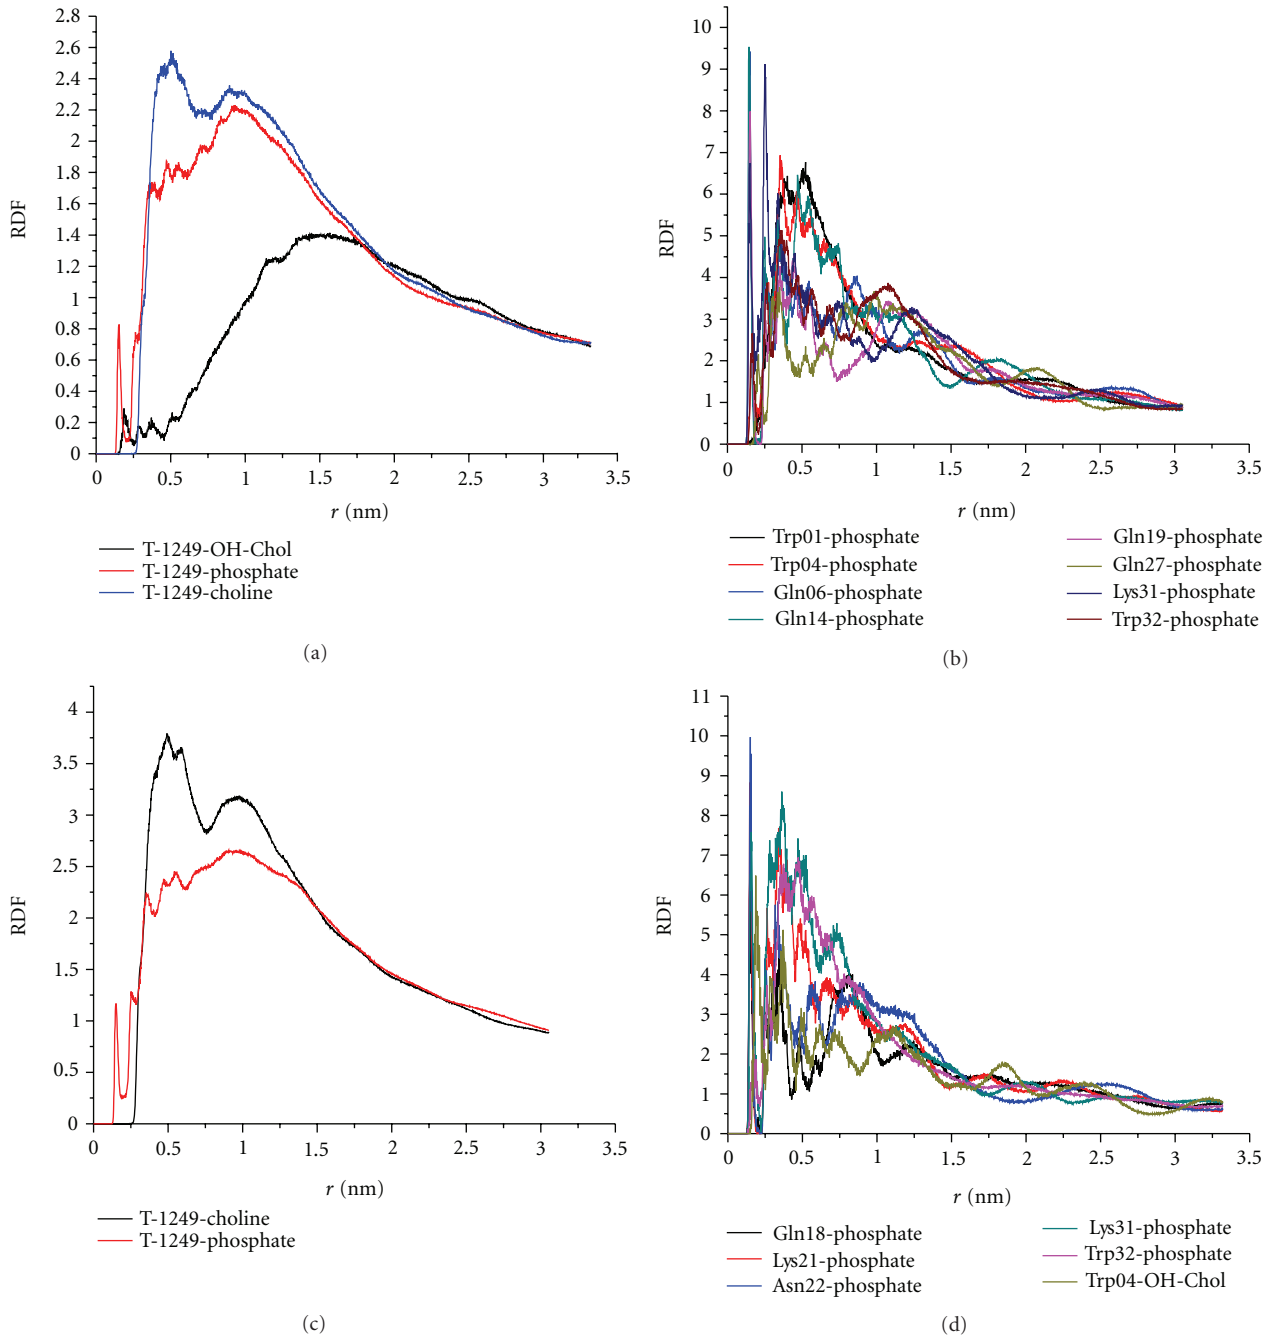 2.8
2.6
2.4
2.2
2
1.8
1.6
1.4
1.2
1
0.8
0.6
0.4
0.2
0
RDF
0 0.5 1 1.5 2 2.5 3 3.5
r (nm)
T-1249-OH-Chol
T-1249-phosphate
T-1249-choline
(a)
10
9
8
7
6
5
4
3
2
1
0
RDF
0 0.5 1 1.5 2 2.5 3 3.5
r (nm)
Trp01-phosphate
Trp04-phosphate
Gln06-phosphate
Gln14-phosphate
Gln19-phosphate
Gln27-phosphate
Lys31-phosphate
Trp32-phosphate
(b)
4
3.5
3
2.5
2
1.5
1
0.5
0
RDF
0 0.5 1 1.5 2 2.5 3 3.5
r (nm)
T-1249-choline
T-1249-phosphate
(c)
11
10
9
8
7
6
5
4
3
2
1
0
RDF
0 0.5 1 1.5 2 2.5 3 3.5
r (nm)
Gln18-phosphate
Lys21-phosphate
Asn22-phosphate
Lys31-phosphate
Trp32-phosphate
Trp04-OH-Chol
(d)